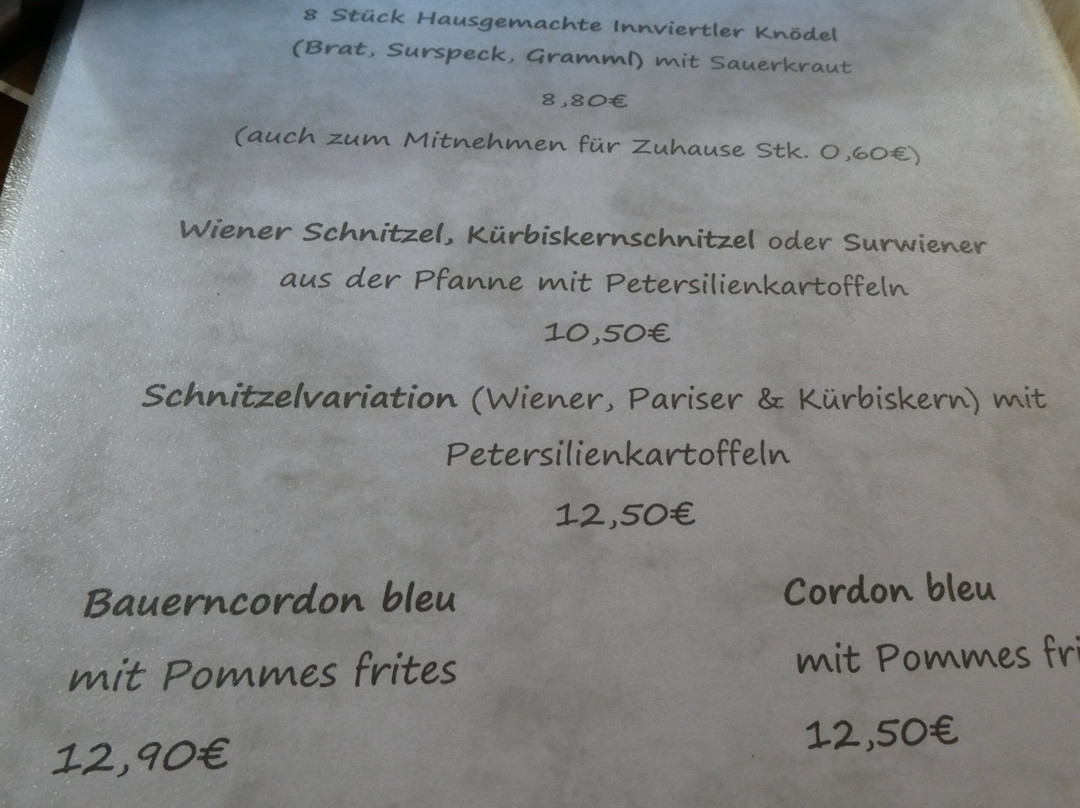 8 Stück Hausgemachte Innviertler Knödel
(Brat, Surspeck, Gramml) mit Sauerkraut
8,80€
(auch zum Mitnehmen für Zuhause Stk. 0,60€)
Wiener Schnitzel, Kürbiskernschnitzel oder Surwiener
aus der Pfanne mit Petersilienkartoffeln
10,50€
Schnitzelvariation (Wiener, Pariser & Kürbiskern) mit
Petersilienkartoffeln
12,50€
Bauerncordon bleu
mit Pommes frites
12,90€
Cordon bleu
mit Pommes fri
12,50€